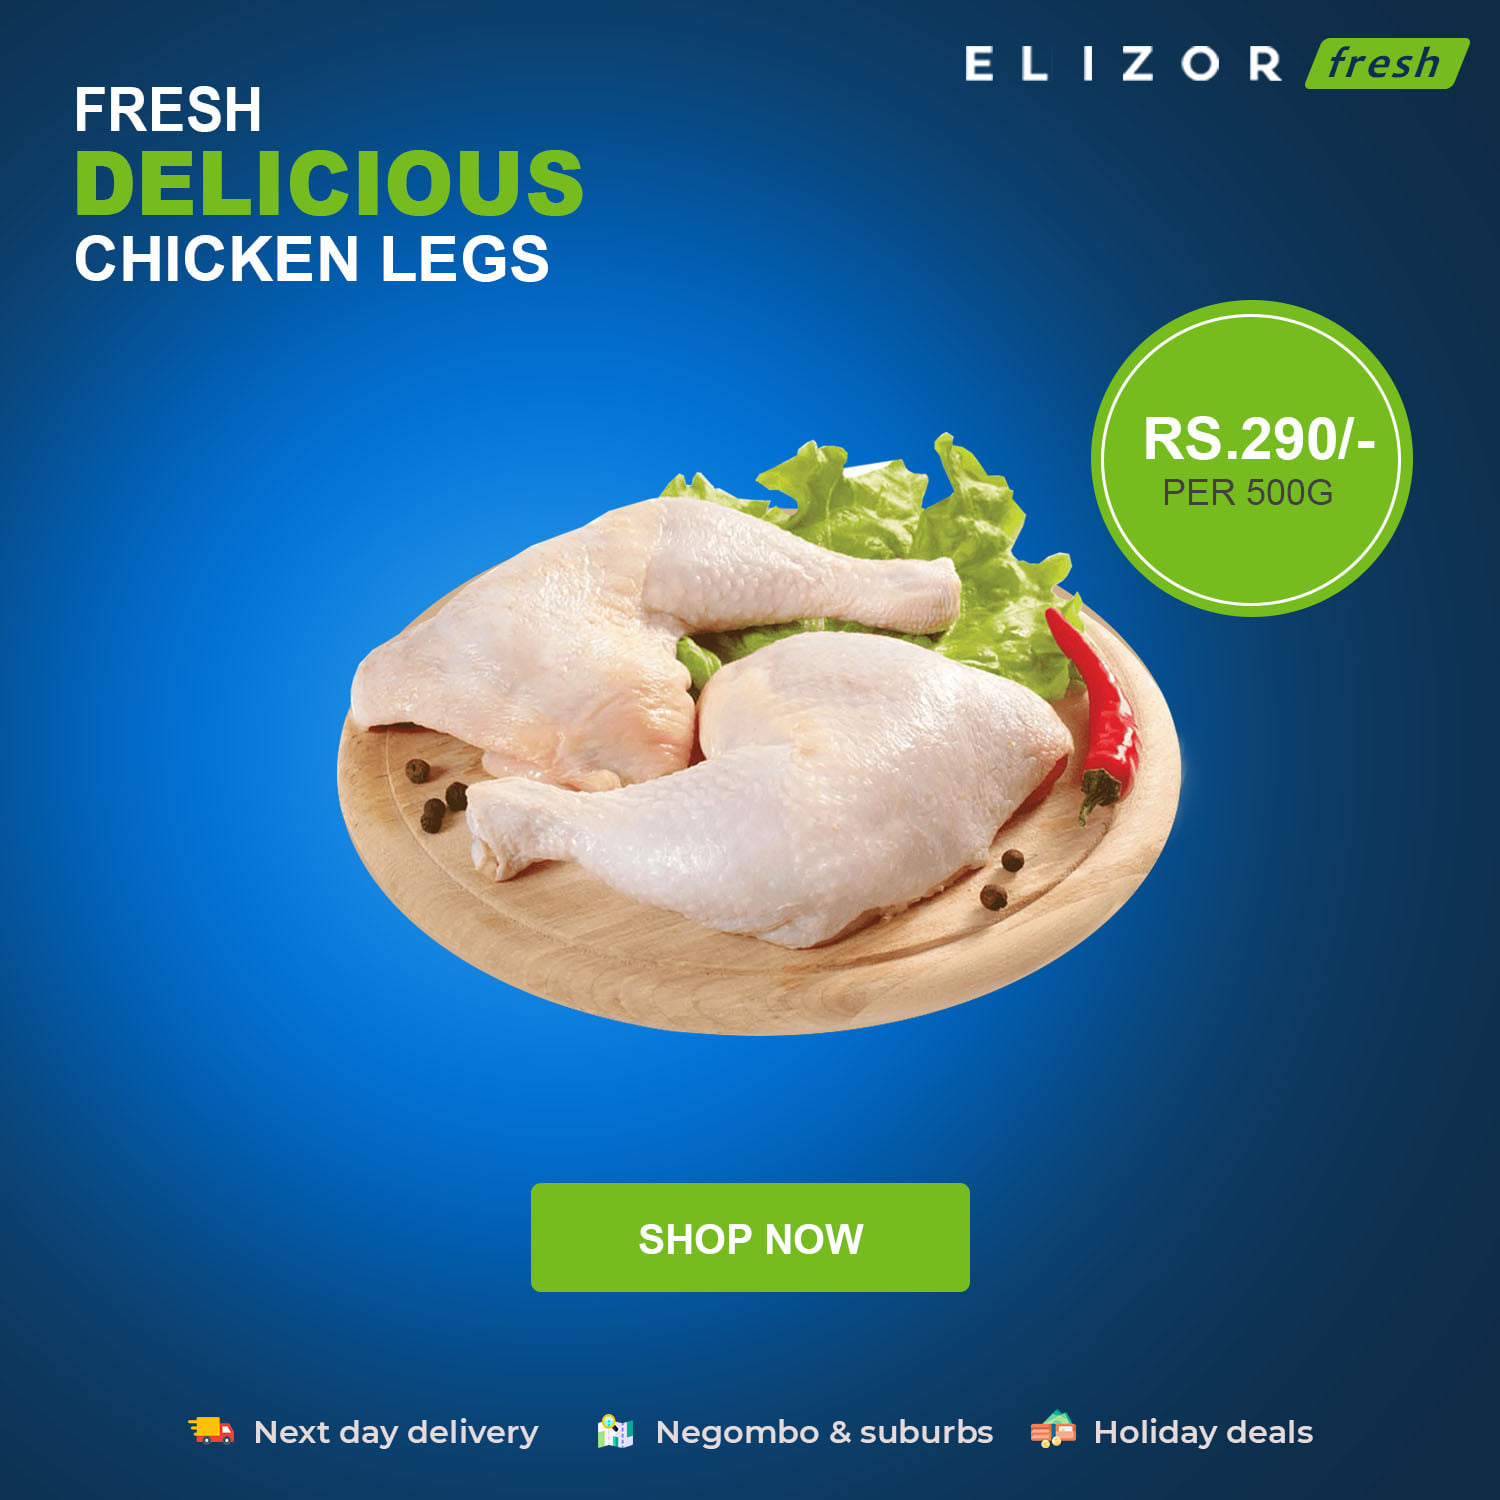 ELIZOR fresh
FRESH
DELICIOUS
CHICKEN LEGS
RS.290/-
PER 500G
SHOP NOW
Next day delivery
Negombo & suburbs
Holiday deals